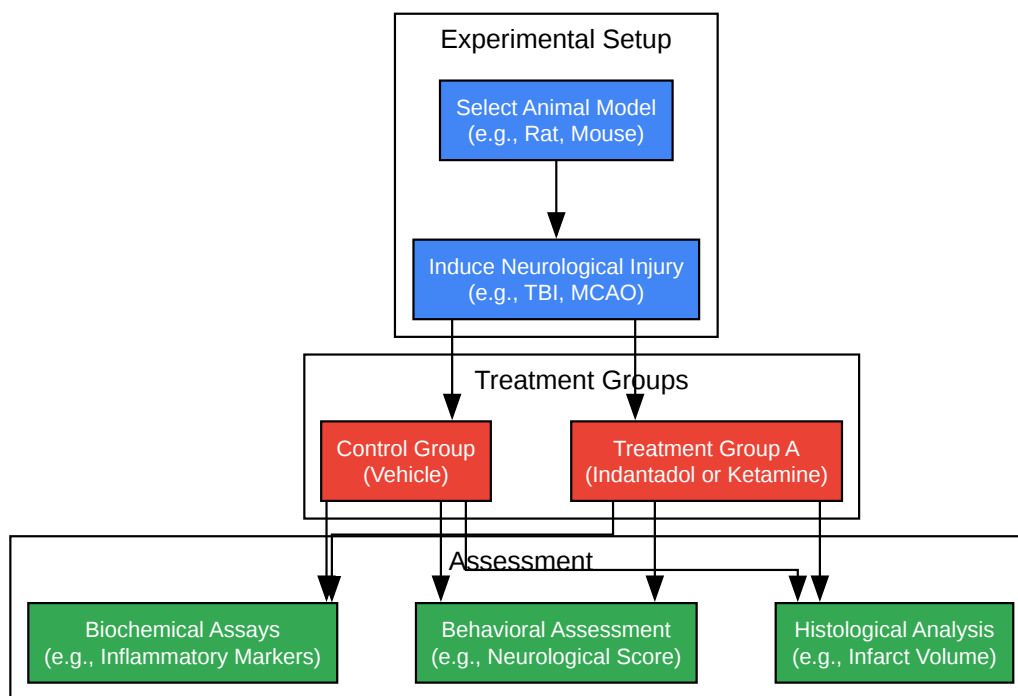 Experimental Setup
Select Animal Model
(e.g., Rat, Mouse)
Induce Neurological Injury
(e.g., TBI, MCAO)
Treatment Groups
Control Group
(Vehicle)
Treatment Group A
(Indantadol or Ketamine)
Assessment
Biochemical Assays
(e.g., Inflammatory Markers)
Behavioral Assessment
(e.g., Neurological Score)
Histological Analysis
(e.g., Infarct Volume)